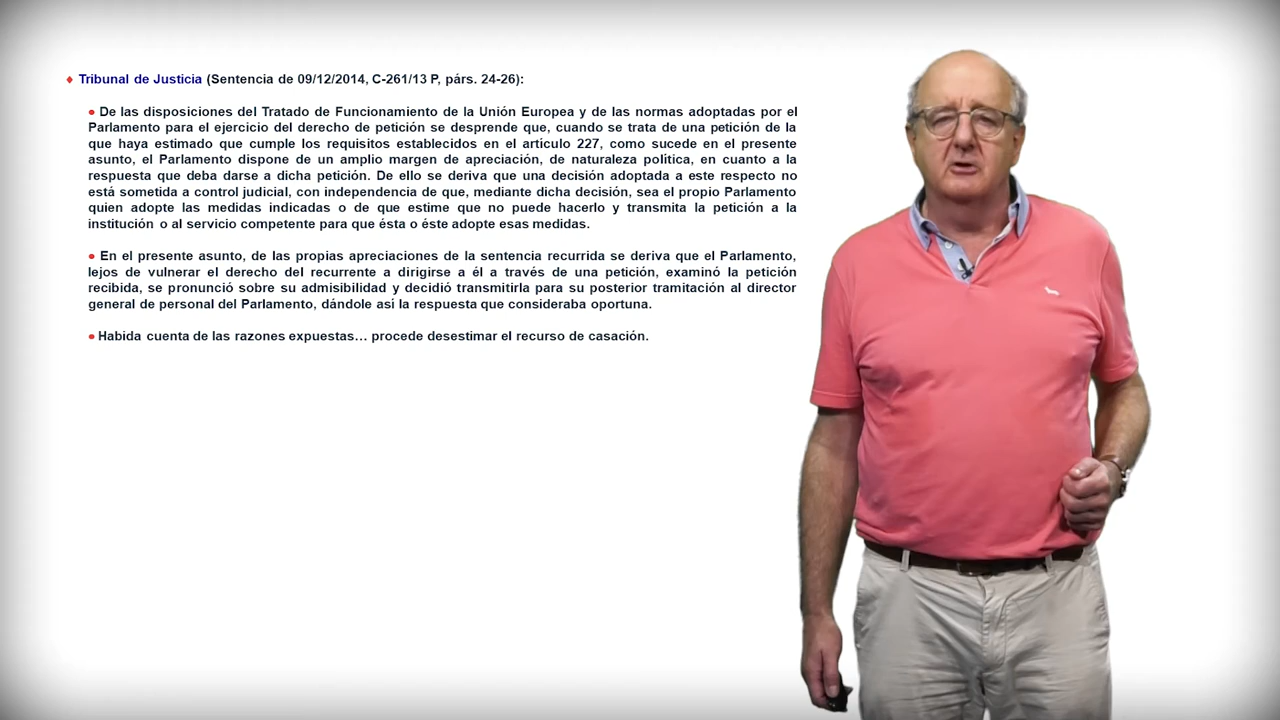 ♦ Tribunal de Justicia (Sentencia de 09/12/2014, C-261/13 P, párs. 24-26):
● De las disposiciones del Tratado de Funcionamiento de la Unión Europea y de las normas adoptadas por el
Parlamento para el ejercicio del derecho de petición se desprende que, cuando se trata de una petición de la
que haya estimado que cumple los requisitos establecidos en el artículo 227, como sucede en el presente
asunto, el Parlamento dispone de un amplio margen de apreciación, de naturaleza política, en cuanto a la
respuesta que deba darse a dicha petición. De ello se deriva que una decisión adoptada a este respecto no
está sometida a control judicial, con independencia de que, mediante dicha decisión, sea el propio Parlamento
quien adopte las medidas indicadas o de que estime que no puede hacerlo y transmita la petición a la
institución o al servicio competente para que ésta o éste adopte esas medidas.
● En el presente asunto, de las propias apreciaciones de la sentencia recurrida se deriva que el Parlamento,
lejos de vulnerar el derecho del recurrente a dirigirse a él a través de una petición, examinó la petición
recibida, se pronunció sobre su admisibilidad y decidió transmitirla para su posterior tramitación al director
general de personal del Parlamento, dándole así la respuesta que consideraba oportuna.
● Habida cuenta de las razones expuestas… procede desestimar el recurso de casación.